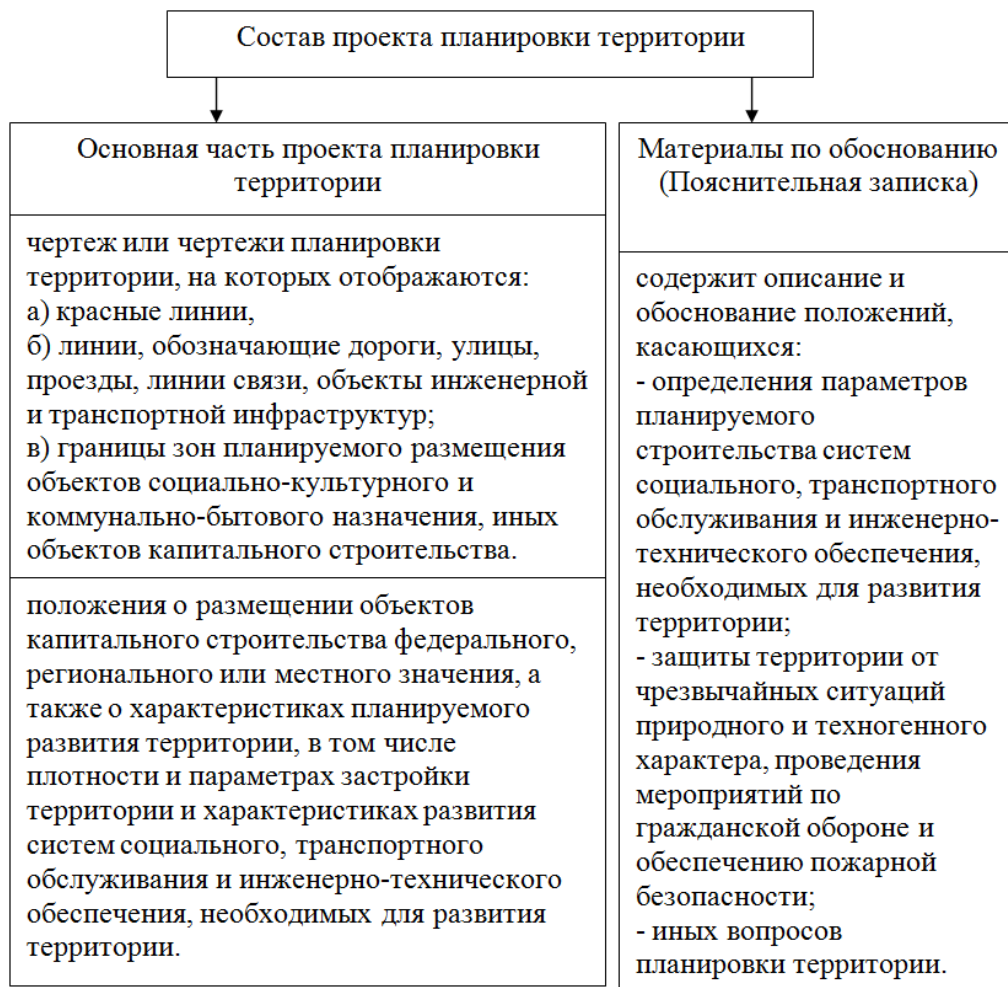 Состав проекта планировки территории
Основная часть проекта планировки
территории
чертеж или чертежи планировки
территории, на которых отображаются:
а) красные линии,
б) линии, обозначающие дороги, улицы,
проезды, линии связи, объекты инженерной
и транспортной инфраструктур;
в) границы зон планируемого размещения
объектов социально-культурного и
коммунально-бытового назначения, иных
объектов капитального строительства.
положения о размещении объектов
капитального строительства федерального,
регионального или местного значения, а
также о характеристиках планируемого
развития территории, в том числе
плотности и параметрах застройки
территории и характеристиках развития
систем социального, транспортного
обслуживания и инженерно-технического
обеспечения, необходимых для развития
территории.
Материалы по обоснованию
(Пояснительная записка)
содержит описание и
обоснование положений,
касающихся:
- определения параметров
планируемого
строительства систем
социального, транспортного
обслуживания и инженерно-
технического обеспечения,
необходимых для развития
территории;
- защиты территории от
чрезвычайных ситуаций
природного и техногенного
характера, проведения
мероприятий по
гражданской обороне и
обеспечению пожарной
безопасности;
- иных вопросов
планировки территории.